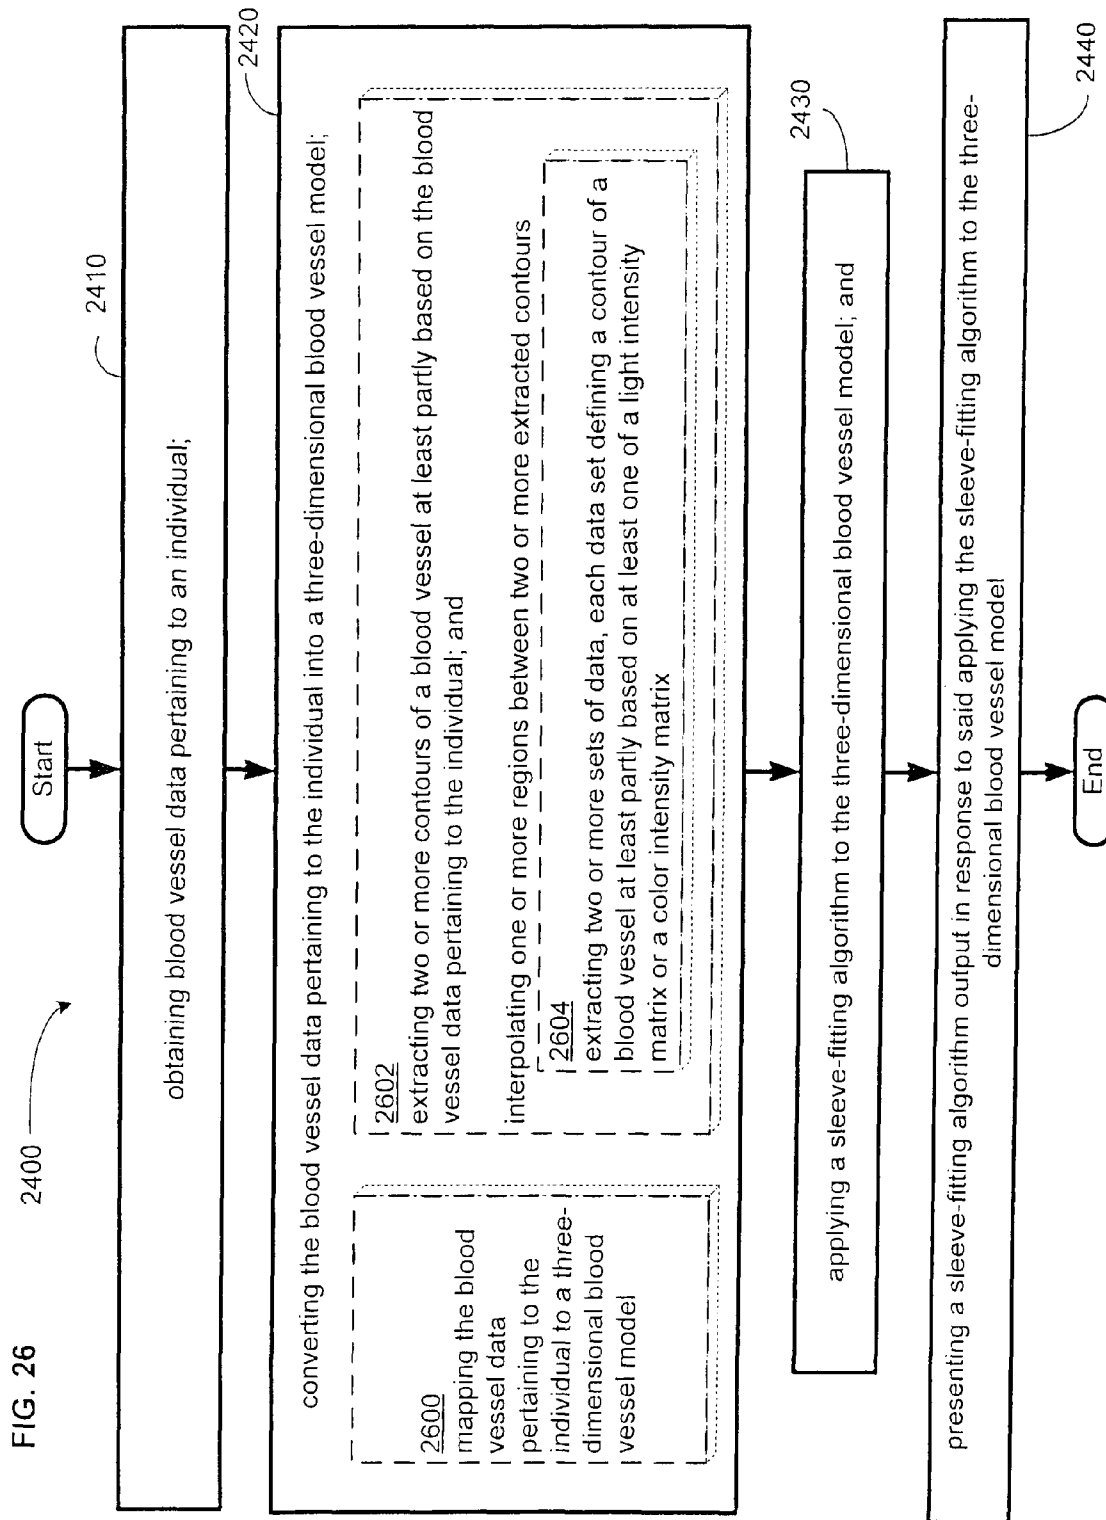 FIG. 26
2400
Start
2410
obtaining blood vessel data pertaining to an individual;
2420
converting the blood vessel data pertaining to the individual into a three-dimensional blood vessel model;
2600
mapping the blood
vessel data
pertaining to the
individual to a three-
dimensional blood
vessel model
2602
extracting two or more contours of a blood vessel at least partly based on the blood
vessel data pertaining to the individual; and
interpolating one or more regions between two or more extracted contours
2604
extracting two or more sets of data, each data set defining a contour of a
blood vessel at least partly based on at least one of a light intensity
matrix or a color intensity matrix
2430
applying a sleeve-fitting algorithm to the three-dimensional blood vessel model; and
2440
presenting a sleeve-fitting algorithm output in response to said applying the sleeve-fitting algorithm to the three-
dimensional blood vessel model
End